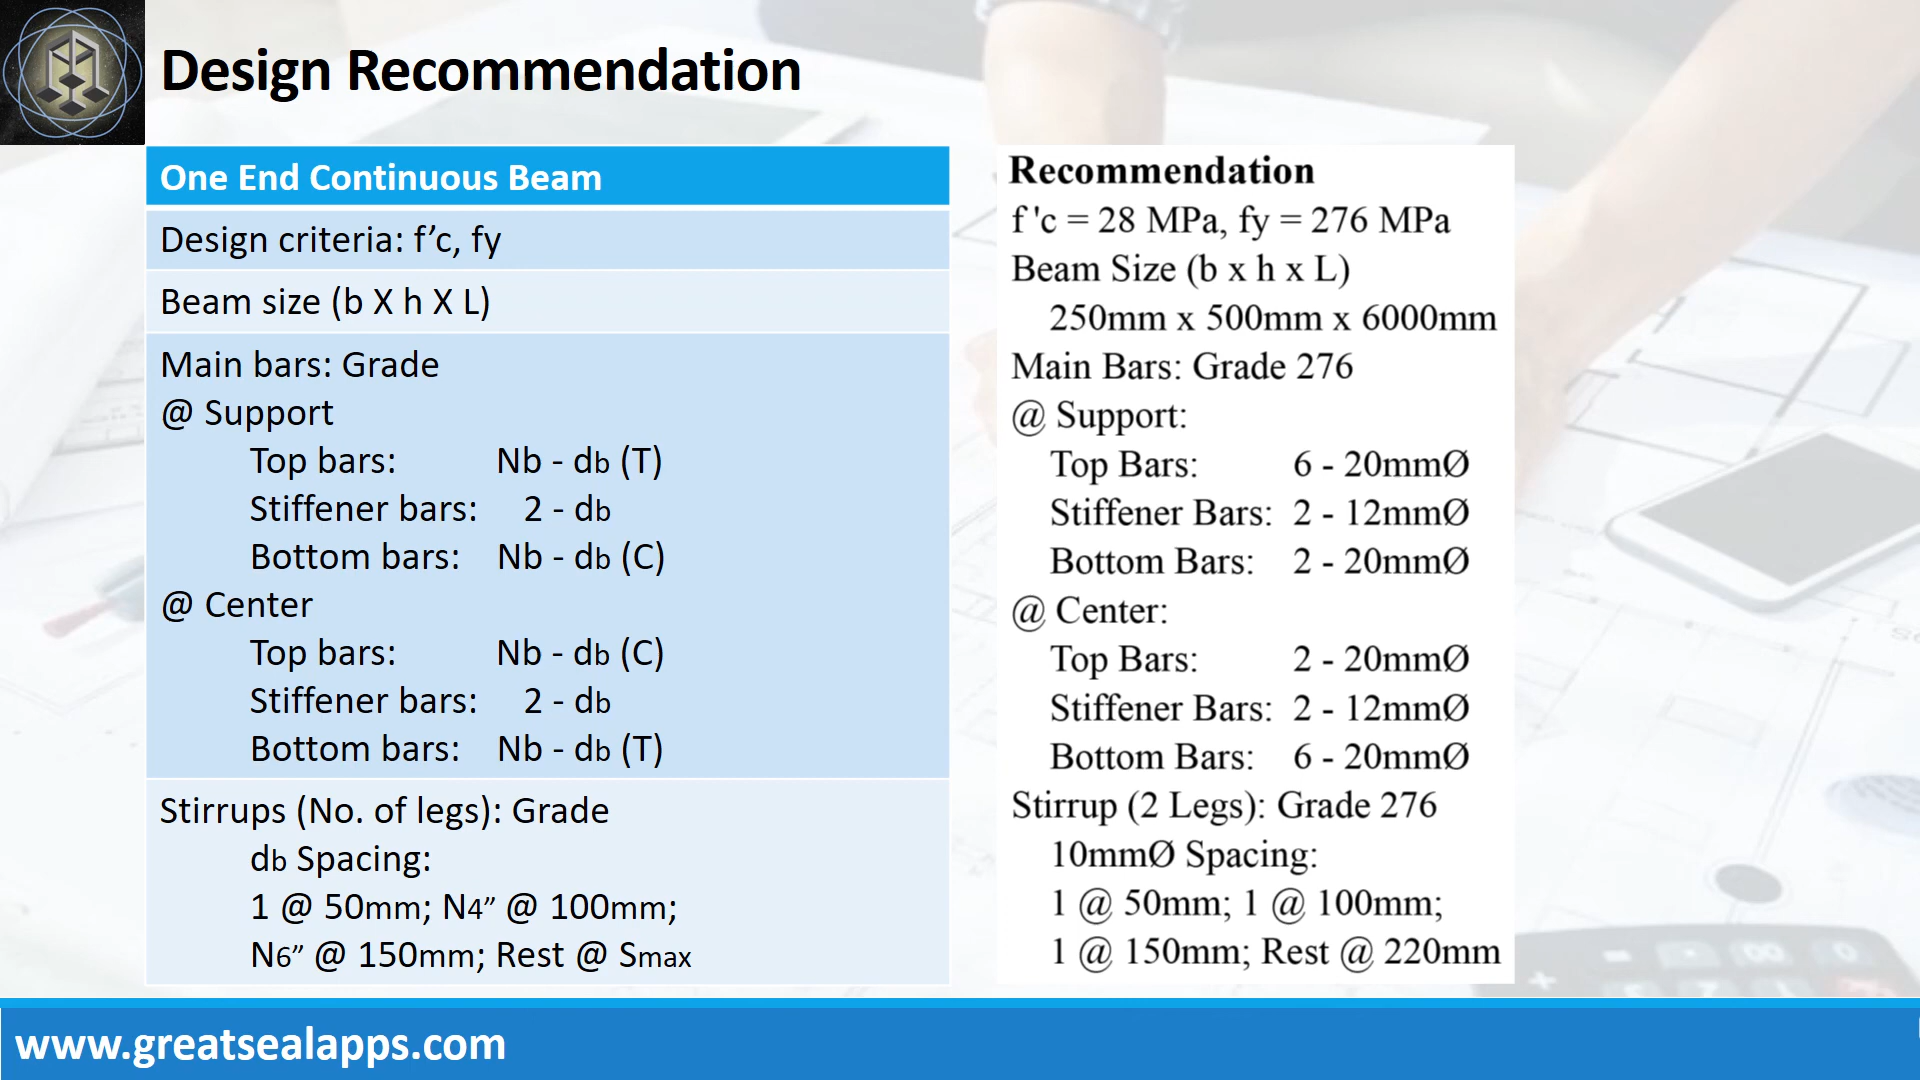 Design Recommendation
One End Continuous Beam
Design criteria: f’c, fy
Beam size (b X h X L)
Main bars: Grade
@ Support
Top bars: Nb - db (T)
Stiffener bars: 2 - db
Bottom bars: Nb - db (C)
@ Center
Top bars: Nb - db (C)
Stiffener bars: 2 - db
Bottom bars: Nb - db (T)
Stirrups (No. of legs): Grade
db Spacing:
1 @ 50mm; N4” @ 100mm;
N6” @ 150mm; Rest @ Smax
Recommendation
f 'c = 28 MPa, fy = 276 MPa
Beam Size (b x h x L)
250mm x 500mm x 6000mm
Main Bars: Grade 276
@ Support:
Top Bars: 6 - 20mmØ
Stiffener Bars: 2 - 12mmØ
Bottom Bars: 2 - 20mmØ
@ Center:
Top Bars: 2 - 20mmØ
Stiffener Bars: 2 - 12mmØ
Bottom Bars: 6 - 20mmØ
Stirrup (2 Legs): Grade 276
10mmØ Spacing:
1 @ 50mm; 1 @ 100mm;
1 @ 150mm; Rest @ 220mm
www.greatsealapps.com